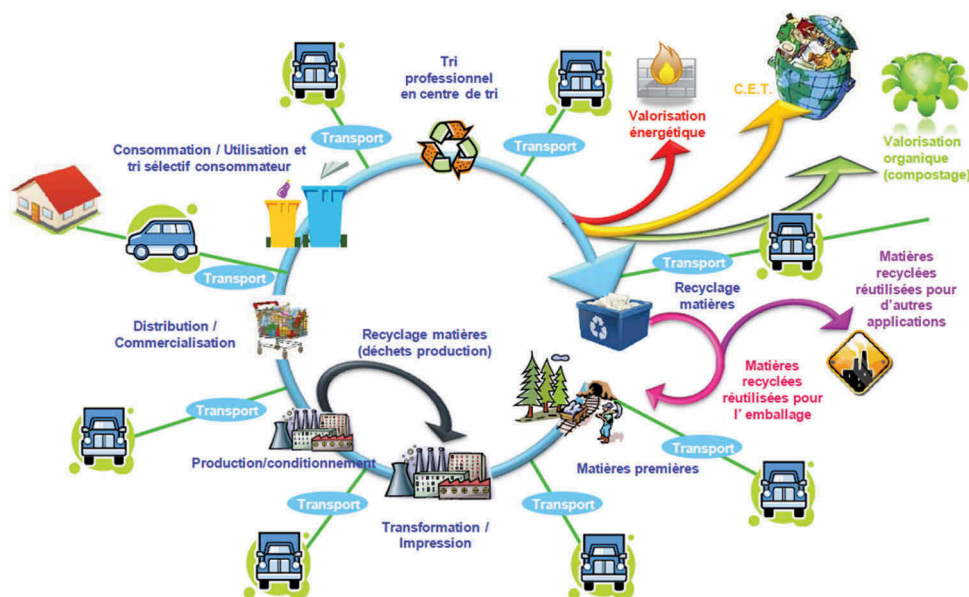 Tri
professionnel
en centre de tri
Transport
Transport
Valorisation
énergétique
C.E.T.
Valorisation
organique
(compostage)
Consommation / Utilisation et
tri sélectif consommateur
Transport
Transport
Recyclage
matières
Matières
recyclées
réutilisées pour
d'autres
applications
Distribution /
Commercialisation
Recyclage matières
(déchets production)
Matières
recyclées
réutilisées pour
l' emballage
Transport
Production/conditionnement
Matières premières
Transport
Transport
Transport
Transformation /
Impression